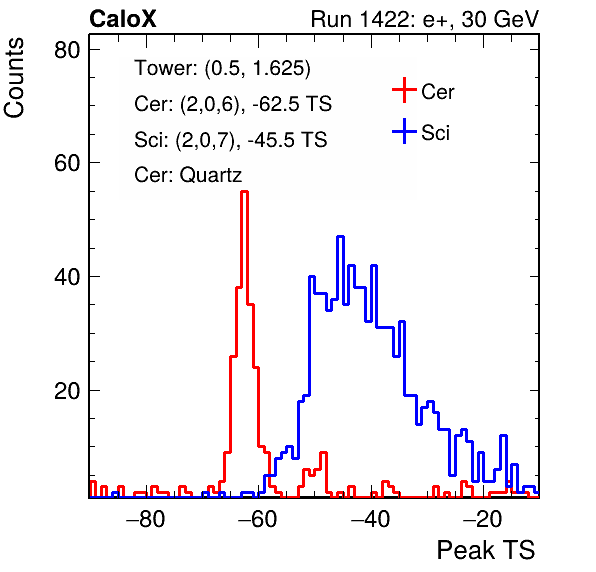 CaloX Run 1422: e+, 30 GeV
Counts
80
60
40
20
Tower: (0.5, 1.625)
Cer: (2,0,6), -62.5 TS
Sci: (2,0,7), -45.5 TS
Cer: Quartz
Cer
Sci
−80 −60 −40 −20
Peak TS